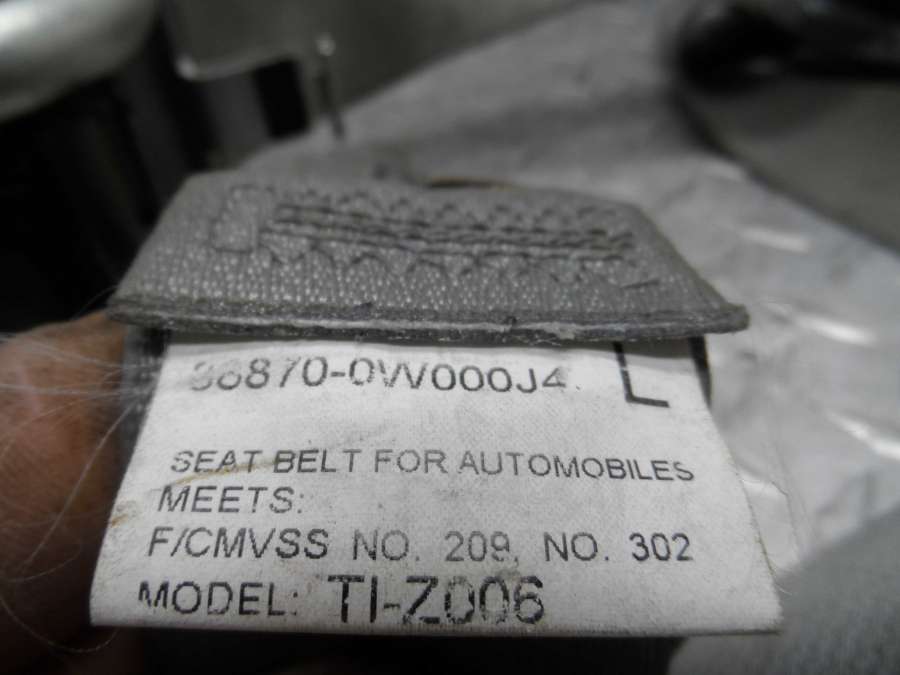 88870-0W000J4. L
SEAT BELT FOR AUTOMOBILES
MEETS:
F/CMVSS NO. 209, NO. 302
MODEL: TI-Z006